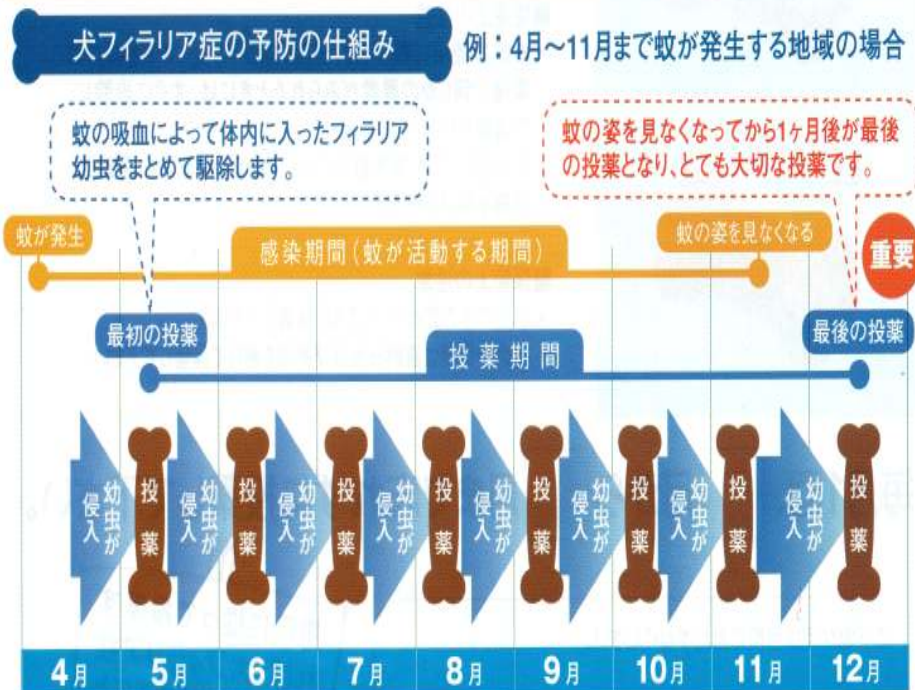 犬フィラリア症の予防の仕組み
例：4月〜11月まで蚊が発生する地域の場合
蚊の吸血によって体内に入ったフィラリア
幼虫をまとめて駆除します。
蚊の姿を見なくなってから1ヶ月後が最後
の投薬となり、とても大切な投薬です。
蚊が発生
感染期間（蚊が活動する期間）
蚊の姿を見なくなる
重要
最初の投薬
投薬期間
最後の投薬
幼虫が
侵入
投薬
幼虫が
侵入
投薬
幼虫が
侵入
投薬
幼虫が
侵入
投薬
幼虫が
侵入
投薬
幼虫が
侵入
投薬
幼虫が
侵入
投薬
幼虫が
侵入
投薬
4月
5月
6月
7月
8月
9月
10月
11月
12月